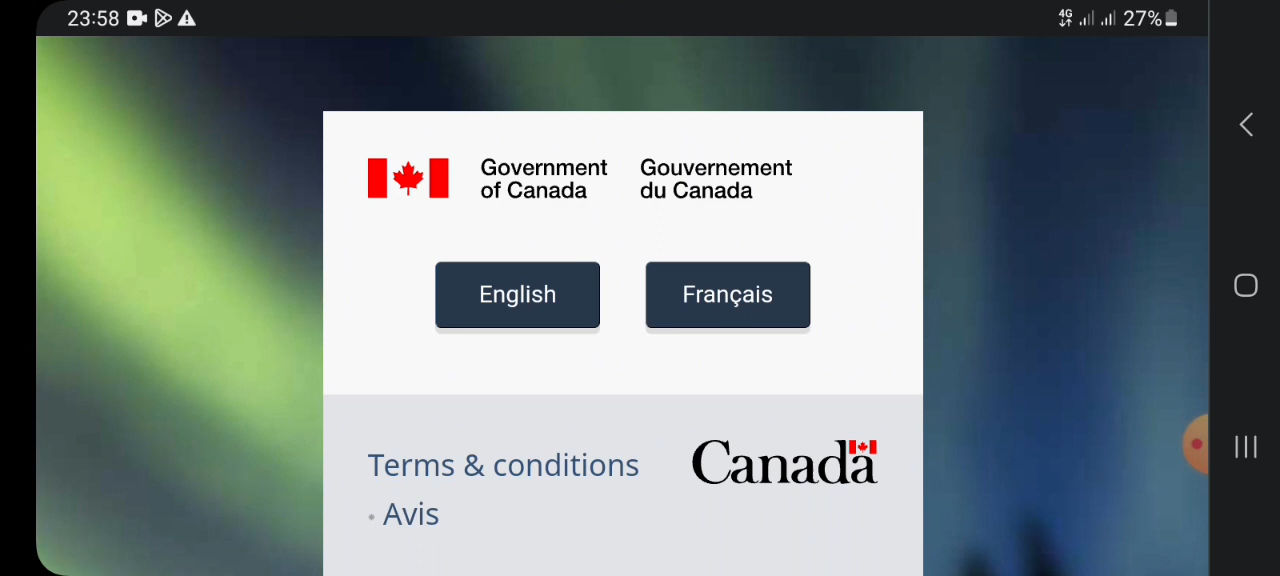 23:58
4G 27%
Government of Canada
Gouvernement du Canada
English
Français
Terms & conditions
Canada
• Avis